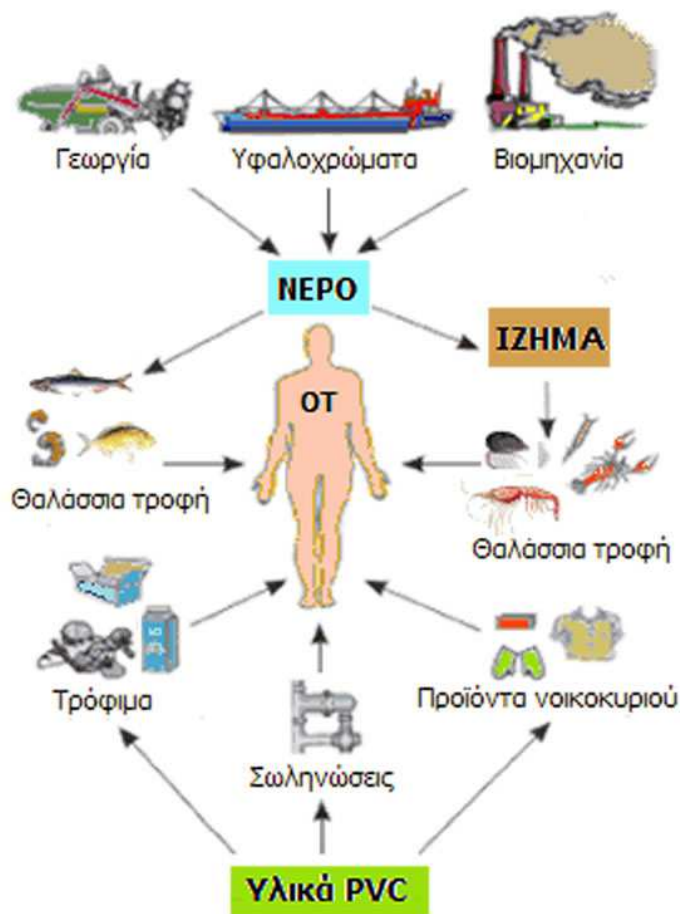 Γεωργία
Υφαλοχρώματα
Βιομηχανία
ΝΕΡΟ
ΙΖΗΜΑ
ΟΤ
Θαλάσσια τροφή
Θαλάσσια τροφή
Τρόφιμα
Προϊόντα νοικοκυριού
Σωληνώσεις
Υλικά PVC